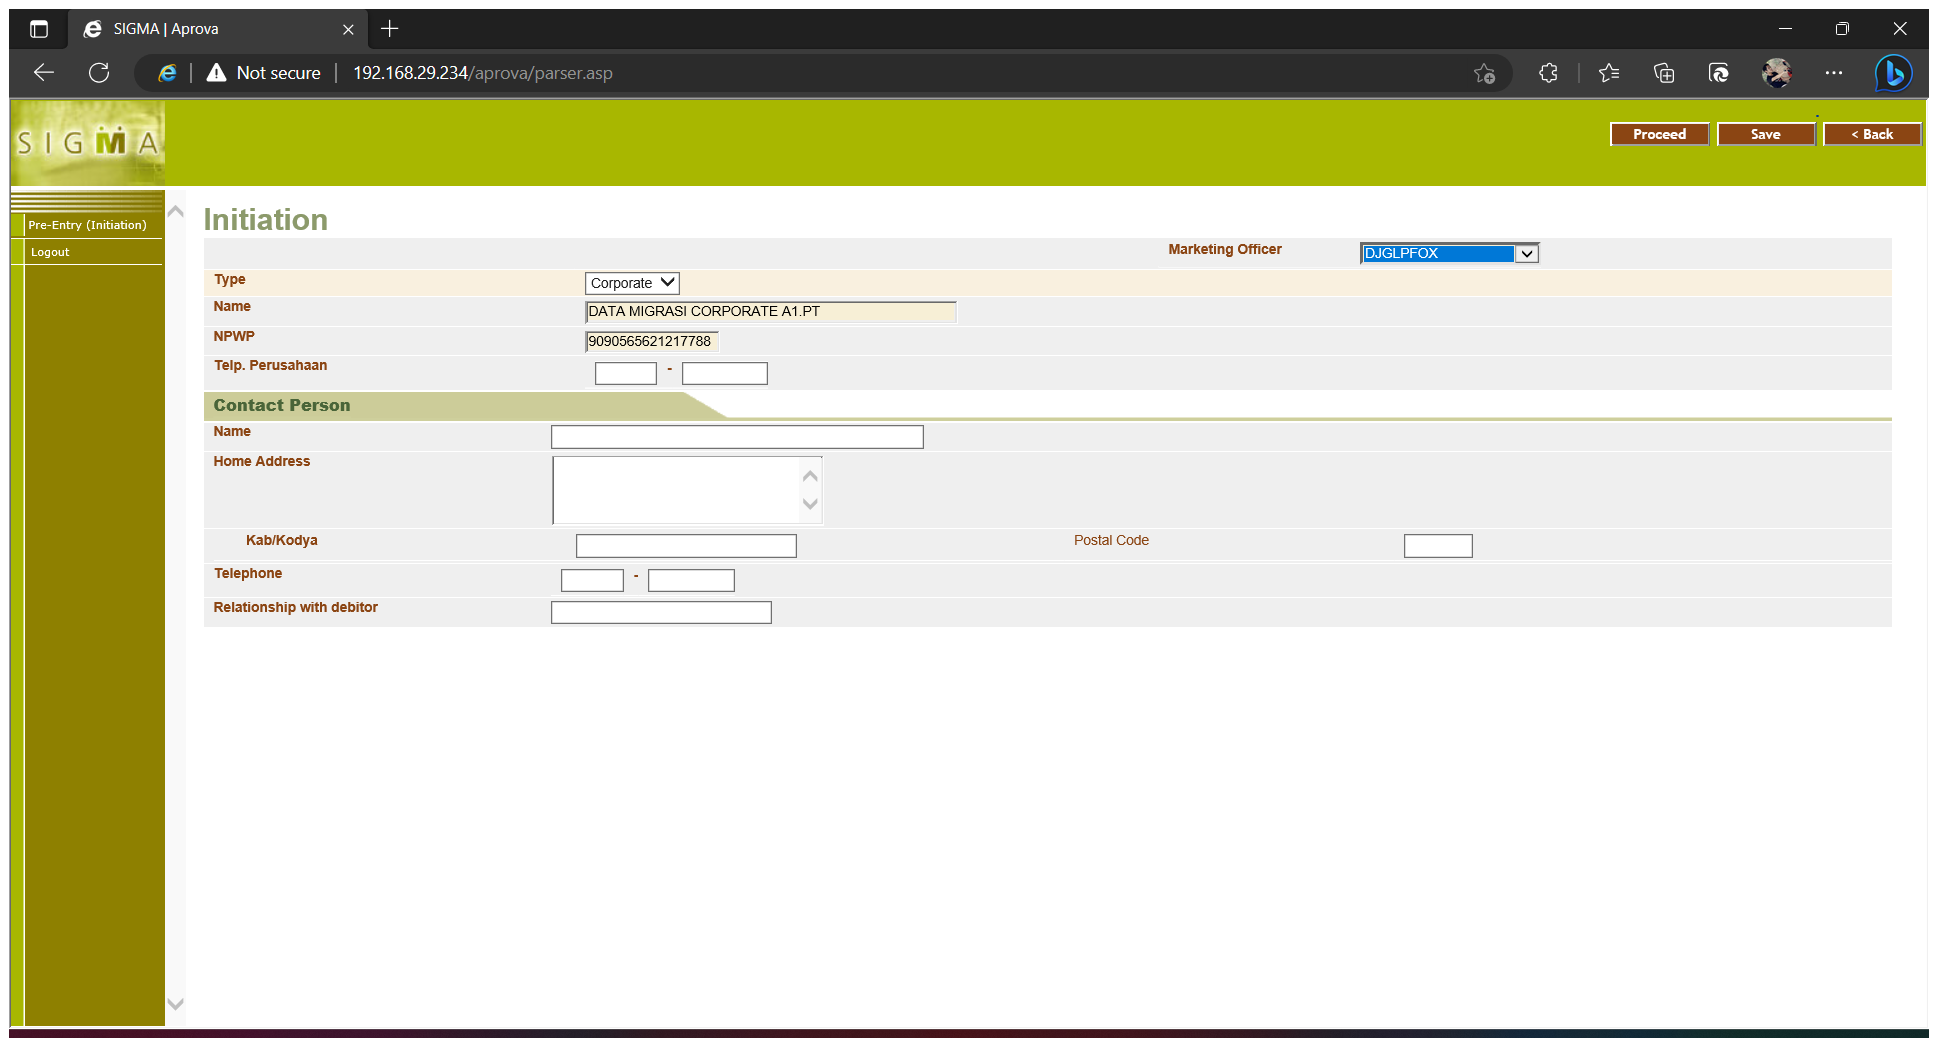 SIGMA | Aprova
Not secure
192.168.29.234/aprova/parser.asp
SIGMA
Proceed
Save
< Back
Pre-Entry (Initiation)
Logout
Initiation
Marketing Officer
DJGLPFOX
Type
Corporate
Name
DATA MIGRASI CORPORATE A1.PT
NPWP
9090565621217788
Telp. Perusahaan
-
Contact Person
Name
Home Address
Kab/Kodya
Postal Code
Telephone
-
Relationship with debitor